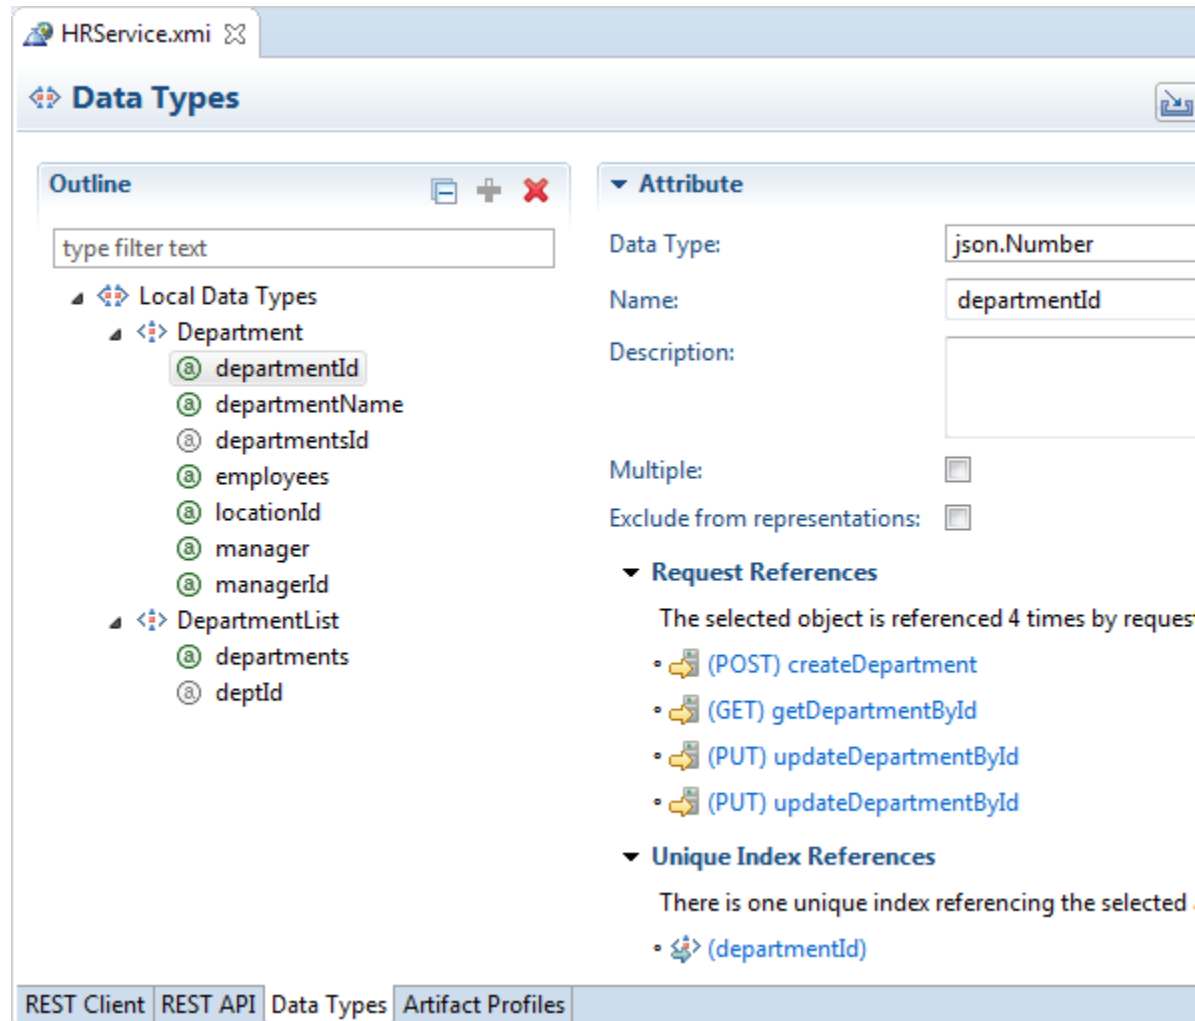 HRService.xmi
Data Types
Outline
type filter text
Local Data Types
Department
departmentId
departmentName
departmentsId
employees
locationId
manager
managerId
DepartmentList
departments
deptId
Attribute
Data Type: json.Number
Name: departmentId
Description:
Multiple:
Exclude from representations:
Request References
The selected object is referenced 4 times by
(POST) createDepartment
(GET) getDepartmentById
(PUT) updateDepartmentById
(PUT) updateDepartmentById
Unique Index References
There is one unique index referencing the selected
(departmentId)
REST Client REST API Data Types Artifact Profiles